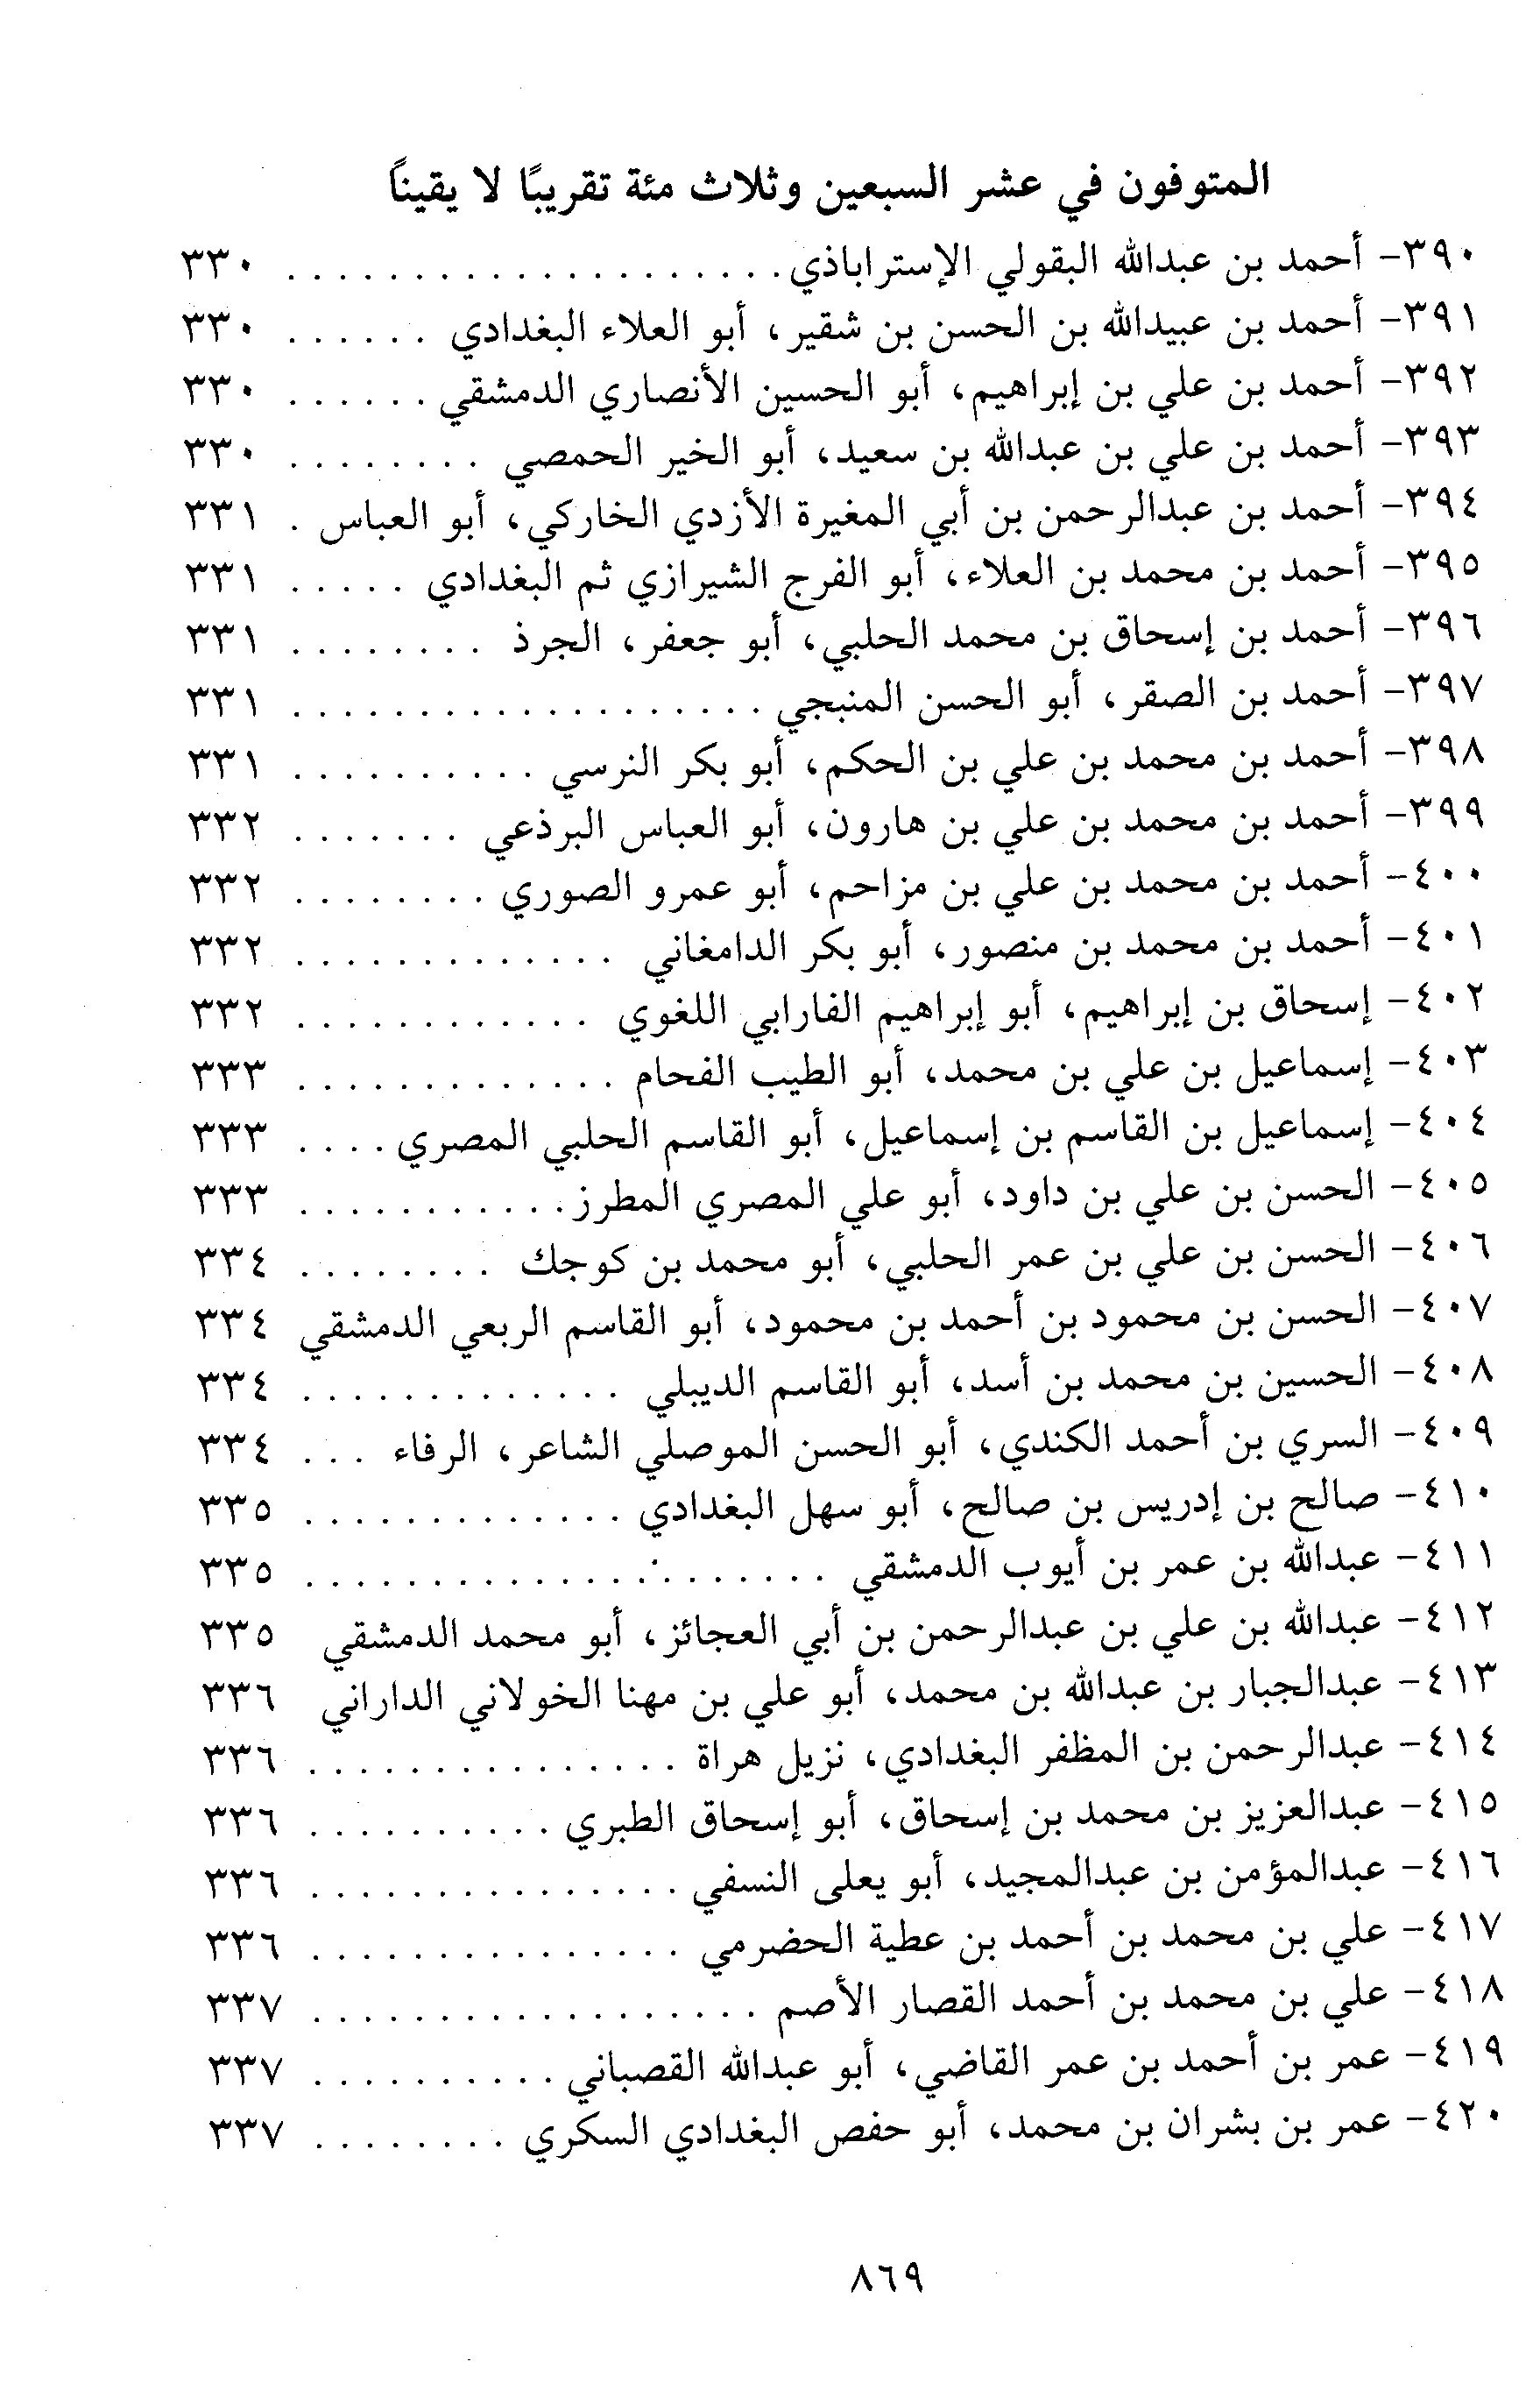 المتوفون في عشر السبعين وثلاث مئة تقريبًا لا يقينًا
٣٩٠- أحمد بن عبدالله البقولي الإستراباذي. . . . . . . . . . . . . . . . . . . . ٣٣٠
٣٩١- أحمد بن عبيدالله بن الحسن بن شقير، أبو العلاء البغدادي . . . . . . ٣٣٠
٣٩٢- أحمد بن علي بن إبراهيم، أبو الحسين الأنصاري الدمشقي . . . . . . ٣٣٠
٣٩٣- أحمد بن علي بن عبدالله بن سعيد، أبو الخير الحمصي . . . . . . . . ٣٣٠
٣٩٤- أحمد بن عبدالرحمن بن أبي المغيرة الأزدي الخاركي، أبو العباس . ٣٣١
٣٩٥- أحمد بن محمد بن العلاء، أبو الفرج الشيرازي ثم البغدادي . . . . . ٣٣١
٣٩٦- أحمد بن إسحاق بن محمد الحلبي، أبو جعفر، الجرذ . . . . . . . . ٣٣١
٣٩٧- أحمد بن الصقر، أبو الحسن المنبجي . . . . . . . . . . . . . . . . . . . ٣٣١
٣٩٨- أحمد بن محمد بن علي بن الحكم، أبو بكر النرسي . . . . . . . . . . ٣٣١
٣٩٩- أحمد بن محمد بن علي بن هارون، أبو العباس البرذعي . . . . . . . ٣٣٢
٤٠٠- أحمد بن محمد بن علي بن مزاحم، أبو عمرو الصوري . . . . . . . . ٣٣٢
٤٠١- أحمد بن محمد بن منصور، أبو بكر الدامغاني . . . . . . . . . . . . . ٣٣٢
٤٠٢- إسحاق بن إبراهيم، أبو إبراهيم الفارابي اللغوي . . . . . . . . . . . . ٣٣٢
٤٠٣- إسماعيل بن علي بن محمد، أبو الطيب الفحام . . . . . . . . . . . . . ٣٣٣
٤٠٤- إسماعيل بن القاسم بن إسماعيل، أبو القاسم الحلبي المصري . . . . ٣٣٣
٤٠٥- الحسن بن علي بن داود، أبو علي المصري المطرز. . . . . . . . . . . ٣٣٣
٤٠٦- الحسن بن علي بن عمر الحلبي، أبو محمد بن كوجك . . . . . . . . ٣٣٤
٤٠٧- الحسن بن محمود بن أحمد بن محمود، أبو القاسم الربعي الدمشقي ٣٣٤
٤٠٨- الحسين بن محمد بن أسد، أبو القاسم الديبلي . . . . . . . . . . . . . ٣٣٤
٤٠٩- السري بن أحمد الكندي، أبو الحسن الموصلي الشاعر، الرفاء . . . ٣٣٤
٤١٠- صالح بن إدريس بن صالح، أبو سهل البغدادي . . . . . . . . . . . . . ٣٣٥
٤١١- عبدالله بن عمر بن أيوب الدمشقي . . . . . . . . . . . . . . . . . . . . . ٣٣٥
٤١٢- عبدالله بن علي بن عبدالرحمن بن أبي العجائز، أبو محمد الدمشقي ٣٣٥
٤١٣- عبدالجبار بن عبدالله بن محمد، أبو علي بن مهنا الخولاني الداراني ٣٣٦
٤١٤- عبدالرحمن بن المظفر البغدادي، نزيل هراة . . . . . . . . . . . . . . . ٣٣٦
٤١٥- عبدالعزيز بن محمد بن إسحاق، أبو إسحاق الطبري . . . . . . . . . . ٣٣٦
٤١٦- عبدالمؤمن بن عبدالمجيد، أبو يعلى النسفي . . . . . . . . . . . . . . . ٣٣٦
٤١٧- علي بن محمد بن أحمد بن عطية الحضرمي . . . . . . . . . . . . . . . ٣٣٦
٤١٨- علي بن محمد بن أحمد القصار الأصم . . . . . . . . . . . . . . . . . . ٣٣٧
٤١٩- عمر بن أحمد بن عمر القاضي، أبو عبدالله القصباني . . . . . . . . . . ٣٣٧
٤٢٠- عمر بن بشران بن محمد، أبو حفص البغدادي السكري . . . . . . . . ٣٣٧
٨٦٩